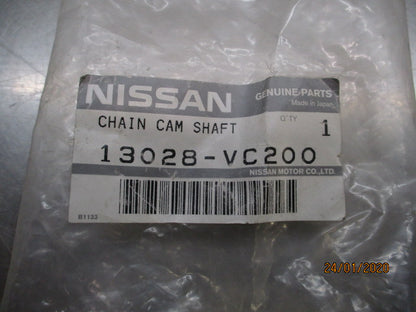 NISSAN GENUINE PARTS
Made in Japan
CHAIN CAM SHAFT Q'TY 1
13028-VC200
NISSAN MOTOR CO.,LTD.
B1133
24/01/2020